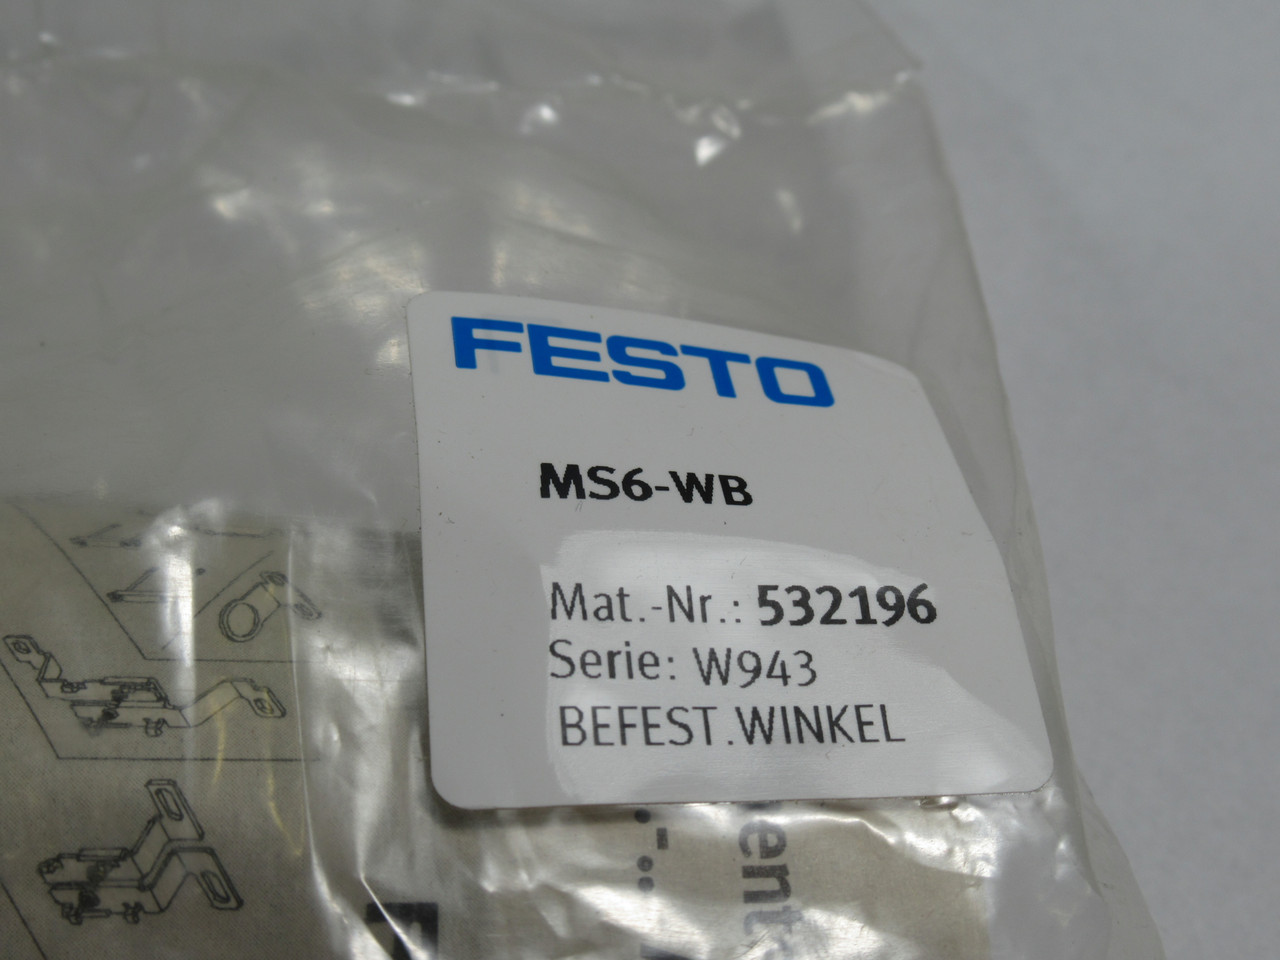 FESTO
MS6-WB
Mat.-Nr.: 532196
Serie: W943
BEFEST.WINKEL